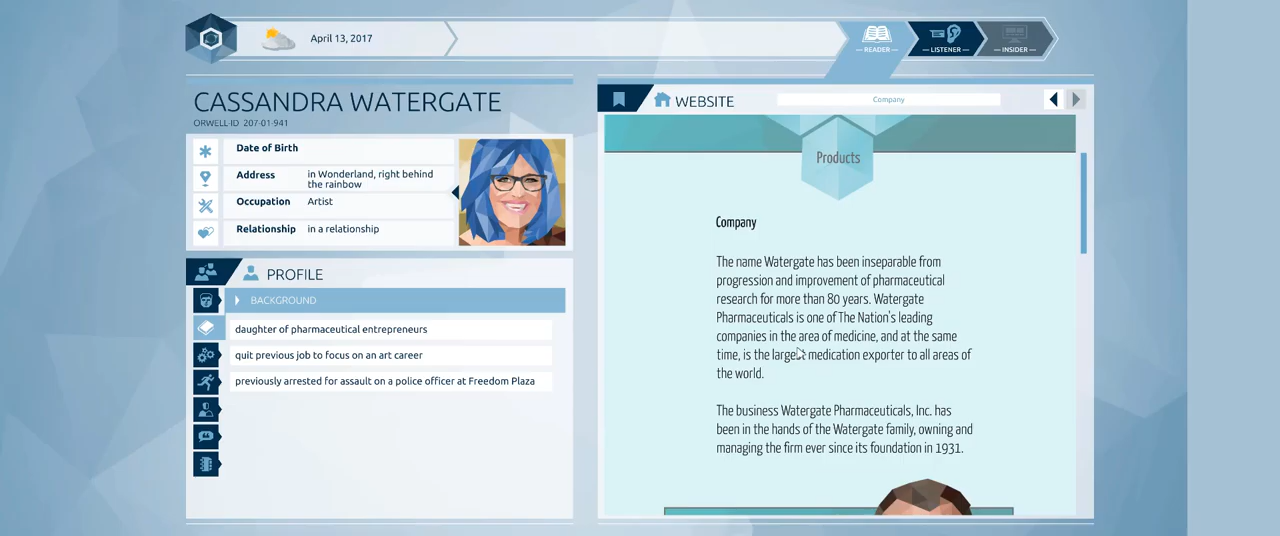 April 13, 2017
READER
LISTENER
INSIDER
CASSANDRA WATERGATE
ORWELL-ID 207-01-941
Date of Birth
Address in Wonderland, right behind
the rainbow
Occupation Artist
Relationship in a relationship
PROFILE
BACKGROUND
daughter of pharmaceutical entrepreneurs
quit previous job to focus on an art career
previously arrested for assault on a police officer at Freedom Plaza
WEBSITE
Company
Products
Company
The name Watergate has been inseparable from
progression and improvement of pharmaceutical
research for more than 80 years. Watergate
Pharmaceuticals is one of The Nation's leading
companies in the area of medicine, and at the same
time, is the largest medication exporter to all areas of
the world.
The business Watergate Pharmaceuticals, Inc. has
been in the hands of the Watergate family, owning and
managing the firm ever since its foundation in 1931.